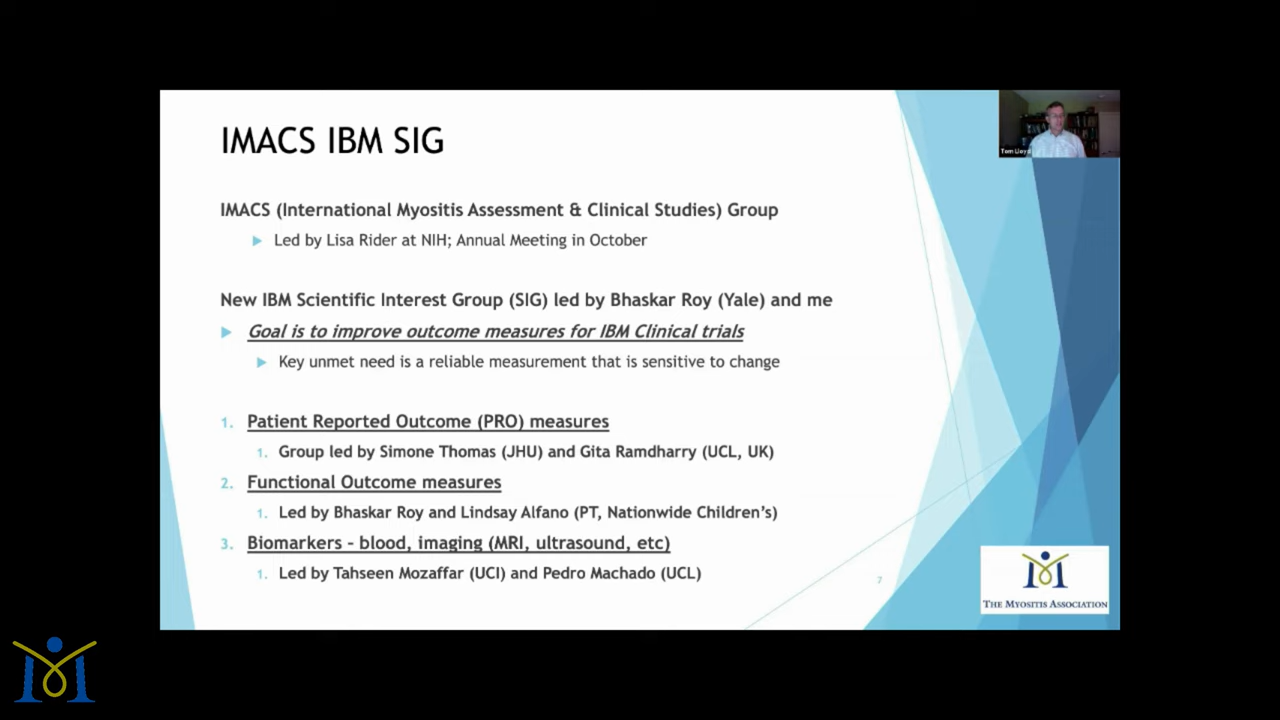 IMACS IBM SIG
Tom Lloyd
IMACS (International Myositis Assessment & Clinical Studies) Group
Led by Lisa Rider at NIH; Annual Meeting in October
New IBM Scientific Interest Group (SIG) led by Bhaskar Roy (Yale) and me
Goal is to improve outcome measures for IBM Clinical trials
Key unmet need is a reliable measurement that is sensitive to change
1. Patient Reported Outcome (PRO) measures
1. Group led by Simone Thomas (JHU) and Gita Ramdharry (UCL, UK)
2. Functional Outcome measures
1. Led by Bhaskar Roy and Lindsay Alfano (PT, Nationwide Children's)
3. Biomarkers - blood, imaging (MRI, ultrasound, etc)
1. Led by Tahseen Mozaffar (UCI) and Pedro Machado (UCL)
7
THE MYOSITIS ASSOCIATION